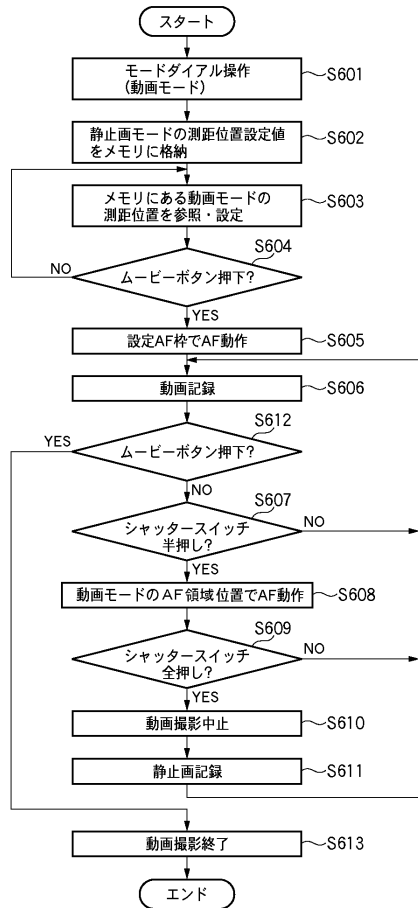 スタート
モードダイアル操作
(動画モード)
S601
静止画モードの測距位置設定値
をメモリに格納
S602
メモリにある動画モードの
測距位置を参照・設定
S603
S604
ムービーボタン押下?
NO
YES
設定AF枠でAF動作
S605
動画記録
S606
S612
ムービーボタン押下?
YES
NO
S607
シャッタースイッチ
半押し?
NO
YES
動画モードのAF領域位置でAF動作
S608
S609
シャッタースイッチ
全押し?
NO
YES
動画撮影中止
S610
静止画記録
S611
動画撮影終了
S613
エンド